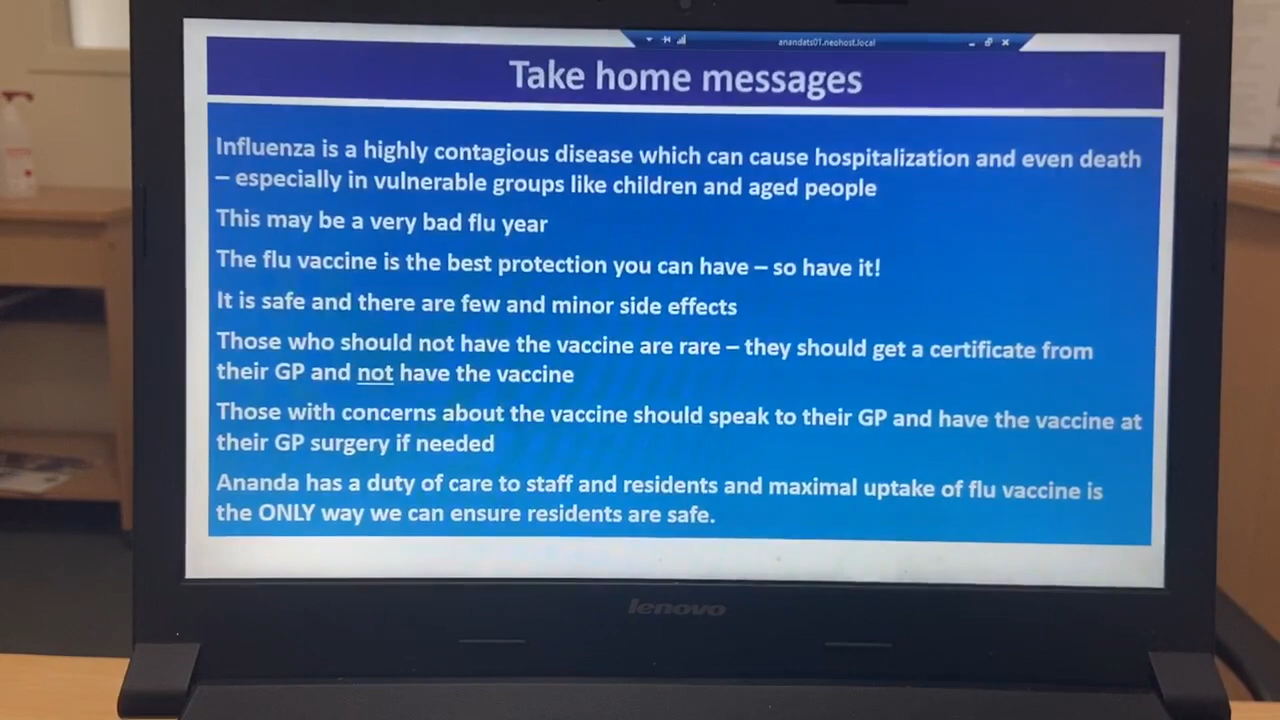 anandats01.neohost.local
Take home messages
Influenza is a highly contagious disease which can cause hospitalization and even death
– especially in vulnerable groups like children and aged people
This may be a very bad flu year
The flu vaccine is the best protection you can have – so have it!
It is safe and there are few and minor side effects
Those who should not have the vaccine are rare – they should get a certificate from
their GP and not have the vaccine
Those with concerns about the vaccine should speak to their GP and have the vaccine at
their GP surgery if needed
Ananda has a duty of care to staff and residents and maximal uptake of flu vaccine is
the ONLY way we can ensure residents are safe.
lenovo